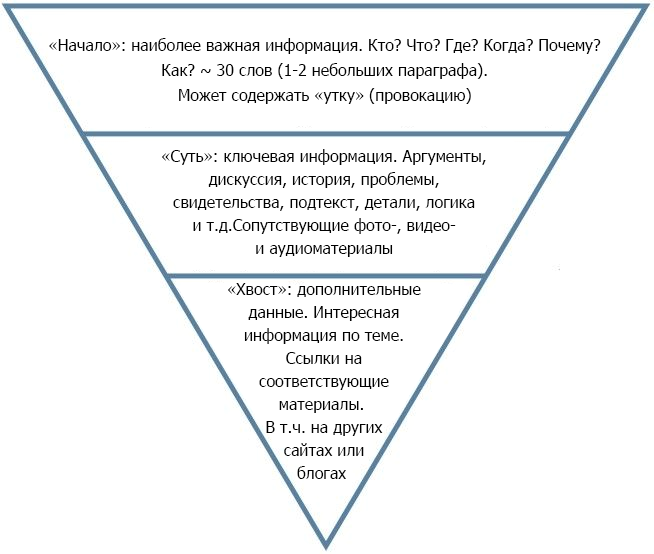 «Начало»: наиболее важная информация. Кто? Что? Где? Когда? Почему?
Как? ~ 30 слов (1-2 небольших параграфа).
Может содержать «утку» (провокацию)
«Суть»: ключевая информация. Аргументы,
дискуссия, история, проблемы,
свидетельства, подтекст, детали, логика
и т.д.Сопутствующие фото-, видео-
и аудиоматериалы
«Хвост»: дополнительные
данные. Интересная
информация по теме.
Ссылки на
соответствующие
материалы.
В т.ч. на других
сайтах или
блогах